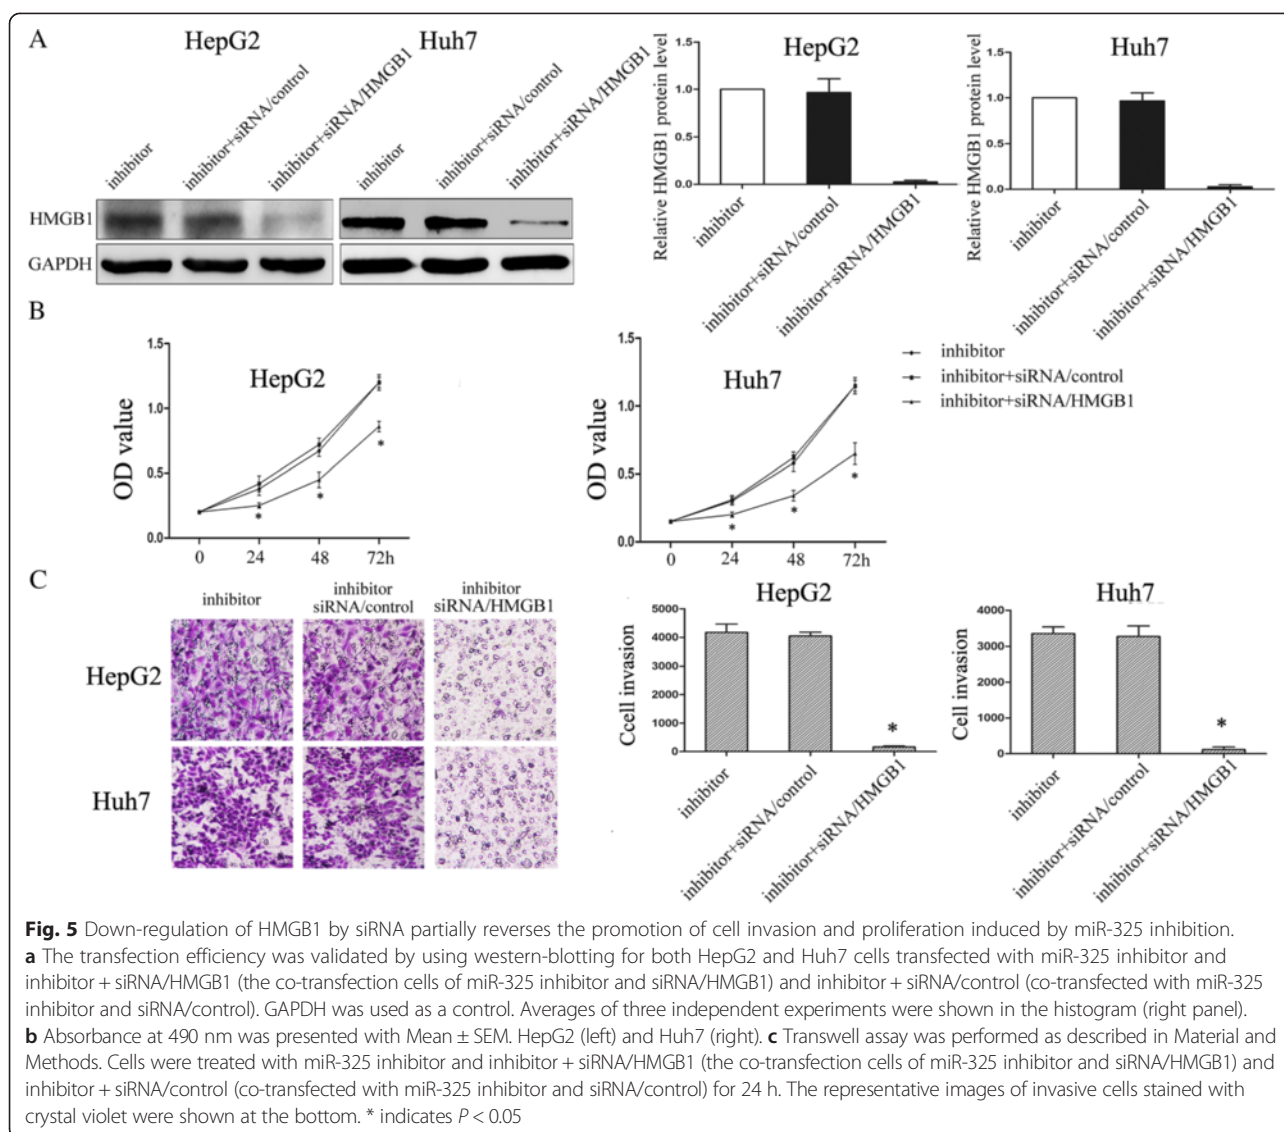 A
HepG2
Huh7
inhibitor
inhibitor+siRNA/control
inhibitor+siRNA/HMGB1
inhibitor
inhibitor+siRNA/control
inhibitor+siRNA/HMGB1
HMGB1
GAPDH
HepG2
Relative HMGB1 protein level
1.5
1.0
0.5
0.0
inhibitor
inhibitor+siRNA/control
inhibitor+siRNA/HMGB1
Huh7
Relative HMGB1 protein level
1.5
1.0
0.5
0.0
inhibitor
inhibitor+siRNA/control
inhibitor+siRNA/HMGB1
B
HepG2
OD value
1.5
1.0
0.5
0.0
0 24 48 72h
* * *
Huh7
OD value
1.5
1.0
0.5
0.0
0 24 48 72h
* * *
inhibitor
inhibitor+siRNA/control
inhibitor+siRNA/HMGB1
C
inhibitor
inhibitor
siRNA/control
inhibitor
siRNA/HMGB1
HepG2
Huh7
HepG2
Ccell invasion
5000
4000
3000
2000
1000
0
*
inhibitor
inhibitor+siRNA/control
inhibitor+siRNA/HMGB1
Huh7
Cell invasion
4000
3000
2000
1000
0
*
inhibitor
inhibitor+siRNA/control
inhibitor+siRNA/HMGB1
Fig. 5 Down-regulation of HMGB1 by siRNA partially reverses the promotion of cell invasion and proliferation induced by miR-325 inhibition.
a The transfection efficiency was validated by using western-blotting for both HepG2 and Huh7 cells transfected with miR-325 inhibitor and
inhibitor + siRNA/HMGB1 (the co-transfection cells of miR-325 inhibitor and siRNA/HMGB1) and inhibitor + siRNA/control (co-transfected with miR-325
inhibitor and siRNA/control). GAPDH was used as a control. Averages of three independent experiments were shown in the histogram (right panel).
b Absorbance at 490 nm was presented with Mean ± SEM. HepG2 (left) and Huh7 (right). c Transwell assay was performed as described in Material and
Methods. Cells were treated with miR-325 inhibitor and inhibitor + siRNA/HMGB1 (the co-transfection cells of miR-325 inhibitor and siRNA/HMGB1) and
inhibitor + siRNA/control (co-transfected with miR-325 inhibitor and siRNA/control) for 24 h. The representative images of invasive cells stained with
crystal violet were shown at the bottom. * indicates P < 0.05